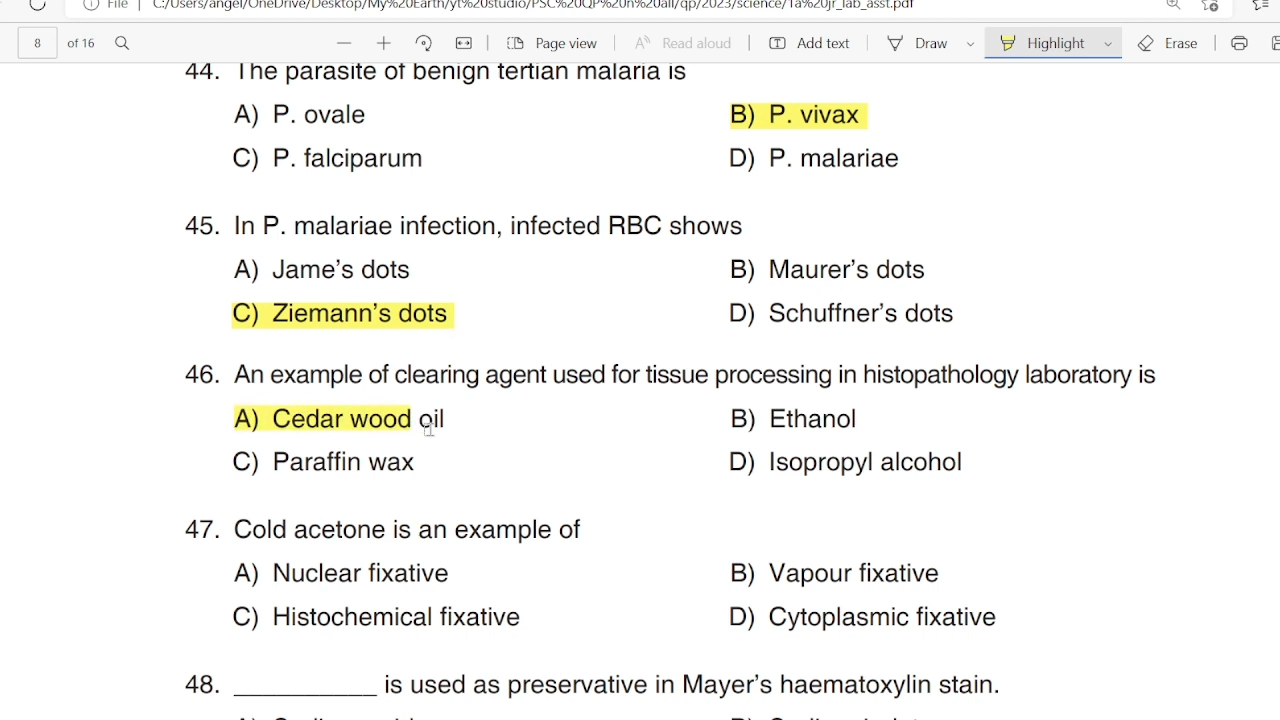 File | C:/Users/angel/OneDrive/Desktop/My%20Earth/yt%20studio/PSC%20QP%20n%20all/qp/2023/science/1a%20jr_lab_asst.pdf
8 of 16 Page view Read aloud Add text Draw Highlight Erase
44. The parasite of benign tertian malaria is
A) P. ovale B) P. vivax
C) P. falciparum D) P. malariae
45. In P. malariae infection, infected RBC shows
A) Jame's dots B) Maurer's dots
C) Ziemann's dots D) Schuffner's dots
46. An example of clearing agent used for tissue processing in histopathology laboratory is
A) Cedar wood oil B) Ethanol
C) Paraffin wax D) Isopropyl alcohol
47. Cold acetone is an example of
A) Nuclear fixative B) Vapour fixative
C) Histochemical fixative D) Cytoplasmic fixative
48. __________ is used as preservative in Mayer's haematoxylin stain.